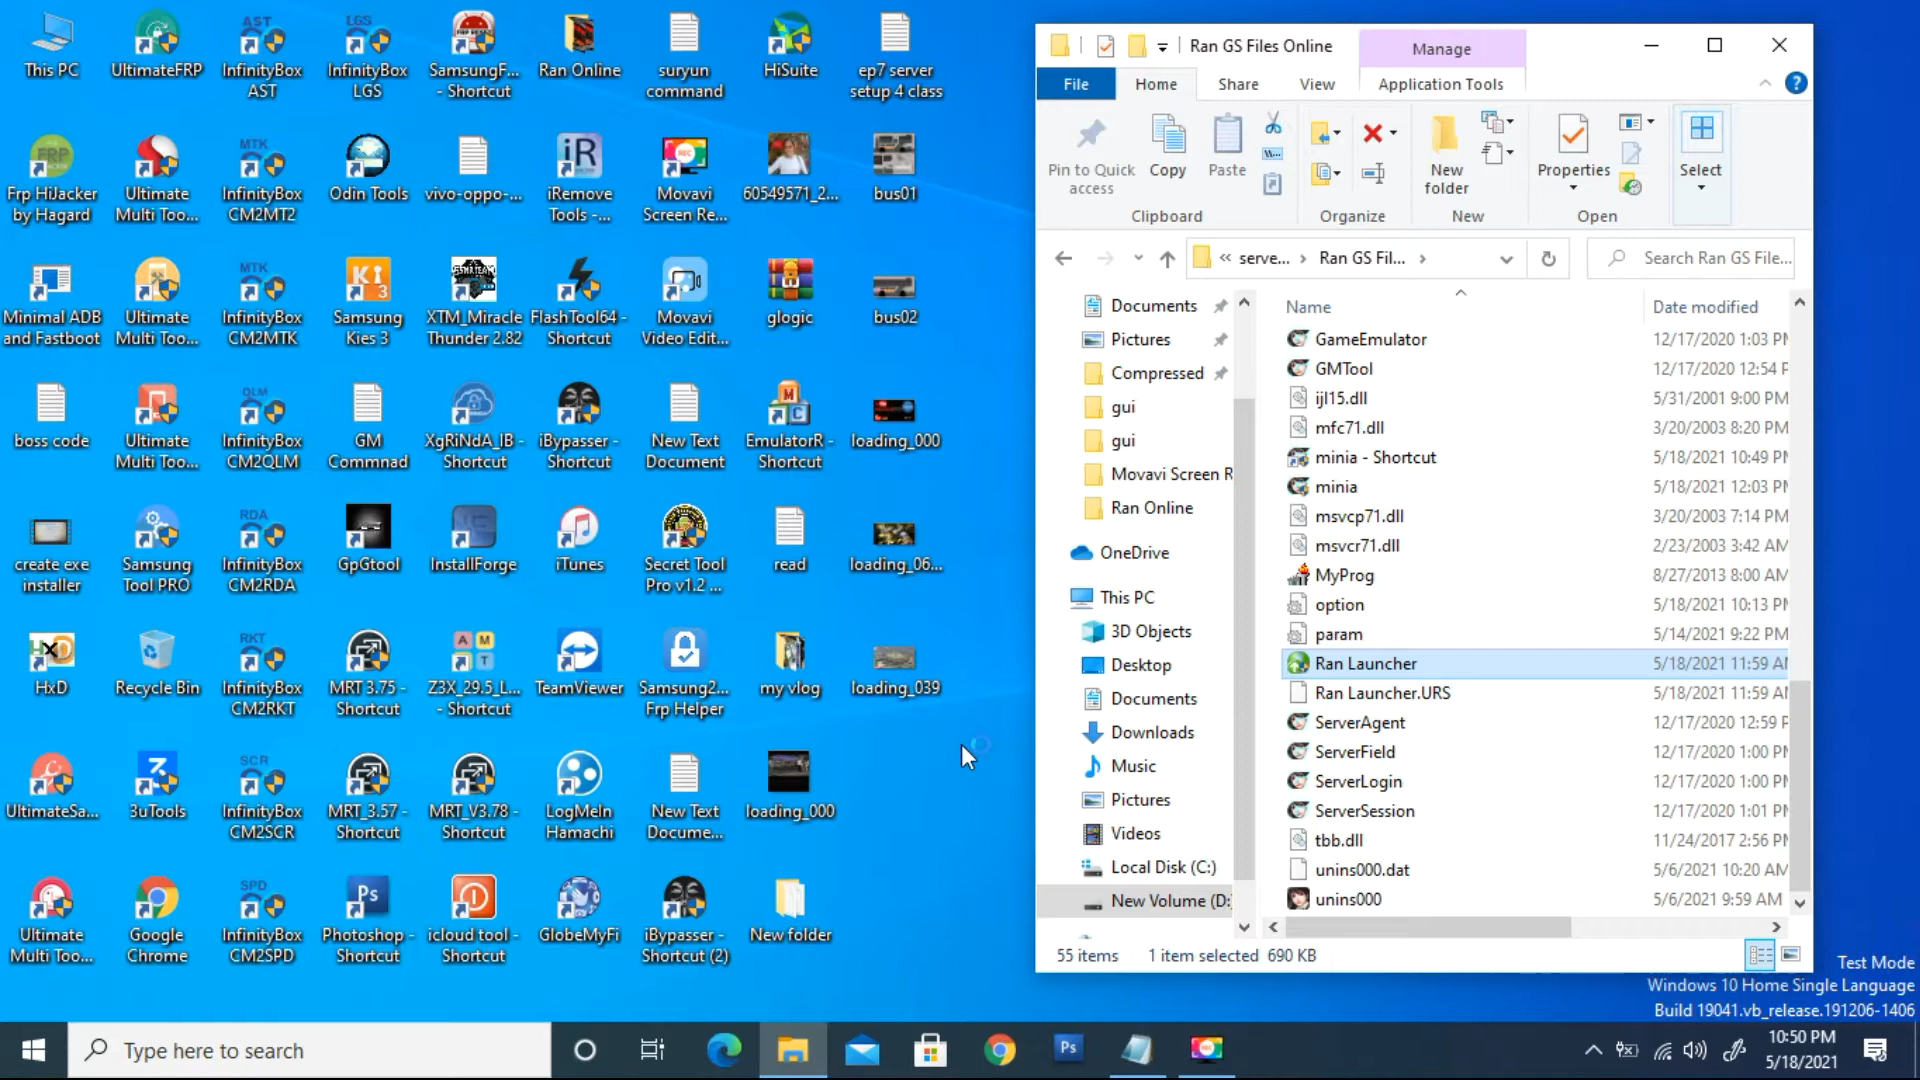 This PC
UltimateFRP
AST
InfinityBox
AST
LGS
InfinityBox
LGS
SamsungF...
- Shortcut
Ran Online
suryun
command
HiSuite
ep7 server
setup 4 class
Frp HiJacker
by Hagard
Ultimate
Multi Too...
MTK
InfinityBox
CM2MT2
Odin Tools
vivo-oppo-...
iRemove
Tools -...
Movavi
Screen Re...
60549571_2...
bus01
Minimal ADB
and Fastboot
Ultimate
Multi Too...
MTK
InfinityBox
CM2MTK
Samsung
Kies 3
XTM_Miracle
Thunder 2.82
FlashTool64 -
Shortcut
Movavi
Video Edit...
glogic
bus02
boss code
Ultimate
Multi Too...
QLM
InfinityBox
CM2QLM
GM
Commnad
XgRiNdA_IB -
Shortcut
iBypasser -
Shortcut
New Text
Document
EmulatorR -
Shortcut
loading_000
create exe
installer
Samsung
Tool PRO
RDA
InfinityBox
CM2RDA
GpGtool
InstallForge
iTunes
Secret Tool
Pro v1.2 ...
read
loading_06...
HxD
Recycle Bin
RKT
InfinityBox
CM2RKT
MRT 3.75 -
Shortcut
Z3X_29.5_L...
- Shortcut
TeamViewer
Samsung2...
Frp Helper
my vlog
loading_039
UltimateSa...
3uTools
SCR
InfinityBox
CM2SCR
MRT_3.57 -
Shortcut
MRT_V3.78 -
Shortcut
LogMeIn
Hamachi
New Text
Docume...
loading_000
Ultimate
Multi Too...
Google
Chrome
SPD
InfinityBox
CM2SPD
Photoshop -
Shortcut
icloud tool -
Shortcut
GlobeMyFi
iBypasser -
Shortcut (2)
New folder
Ran GS Files Online
Manage
File
Home
Share
View
Application Tools
Pin to Quick
access
Copy
Paste
New
folder
Properties
Select
Clipboard
Organize
New
Open
« serve... › Ran GS Fil... ›
Search Ran GS File...
Documents
Pictures
Compressed
gui
gui
Movavi Screen R
Ran Online
OneDrive
This PC
3D Objects
Desktop
Documents
Downloads
Music
Pictures
Videos
Local Disk (C:)
New Volume (D:
Name Date modified
GameEmulator 12/17/2020 1:03 PM
GMTool 12/17/2020 12:54 P
ijl15.dll 5/31/2001 9:00 PM
mfc71.dll 3/20/2003 8:20 PM
minia - Shortcut 5/18/2021 10:49 PM
minia 5/18/2021 12:03 PM
msvcp71.dll 3/20/2003 7:14 PM
msvcr71.dll 2/23/2003 3:42 AM
MyProg 8/27/2013 8:00 AM
option 5/18/2021 10:13 PM
param 5/14/2021 9:22 PM
Ran Launcher 5/18/2021 11:59 AM
Ran Launcher.URS 5/18/2021 11:59 AM
ServerAgent 12/17/2020 12:59 P
ServerField 12/17/2020 1:00 PM
ServerLogin 12/17/2020 1:00 PM
ServerSession 12/17/2020 1:01 PM
tbb.dll 11/24/2017 2:56 PM
unins000.dat 5/6/2021 10:20 AM
unins000 5/6/2021 9:59 AM
55 items 1 item selected 690 KB
Test Mode
Windows 10 Home Single Language
Build 19041.vb_release.191206-1406
Type here to search
Ps
10:50 PM
5/18/2021